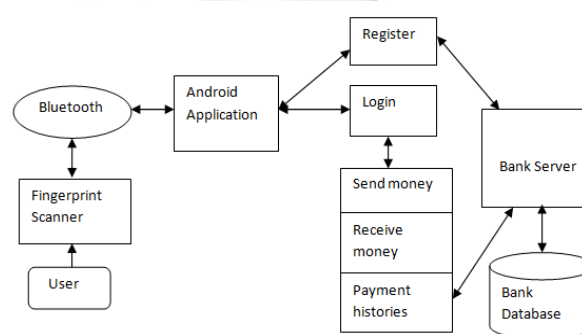 Register
Bluetooth
Android
Application
Login
Bank Server
Fingerprint
Scanner
Send money
Receive
money
User
Payment
histories
Bank
Database